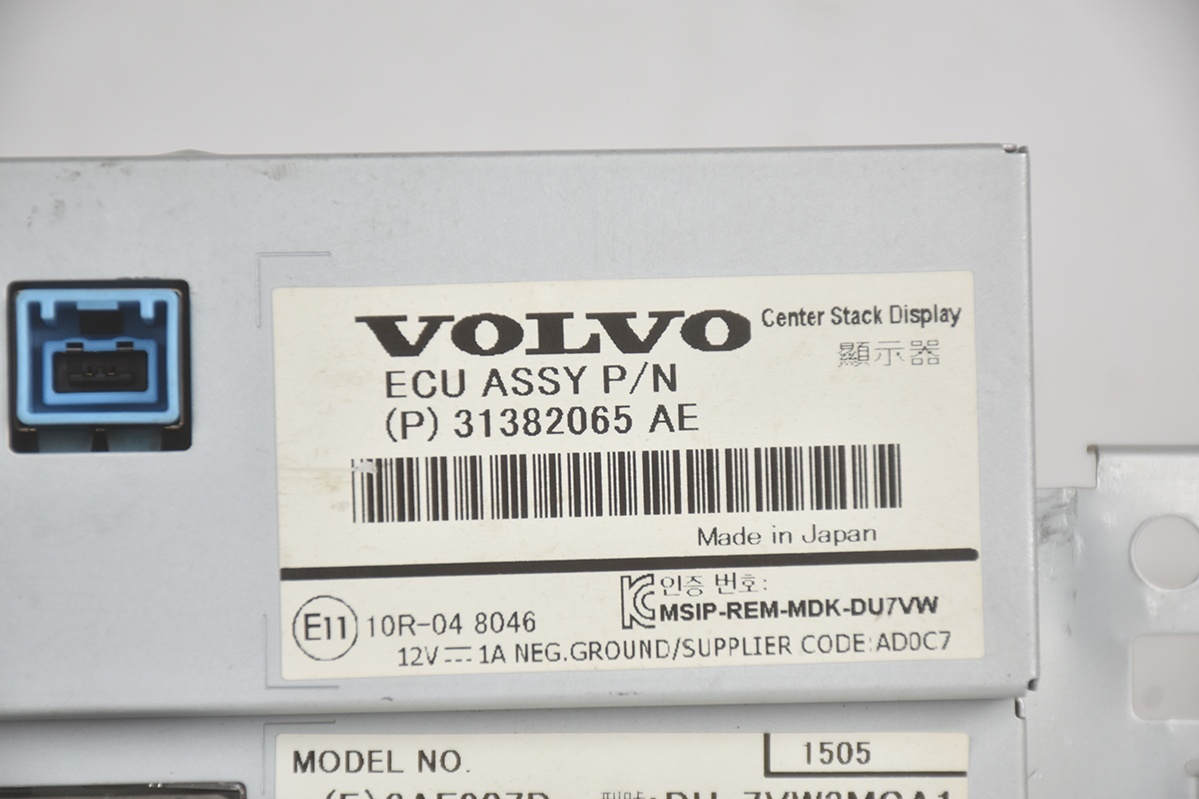 VOLVO Center Stack Display
顯示器
ECU ASSY P/N
(P) 31382065 AE
Made in Japan
인증 번호:
E11 10R-04 8046 MSIP-REM-MDK-DU7VW
12V 1A NEG.GROUND/SUPPLIER CODE:AD0C7
MODEL NO. 1505